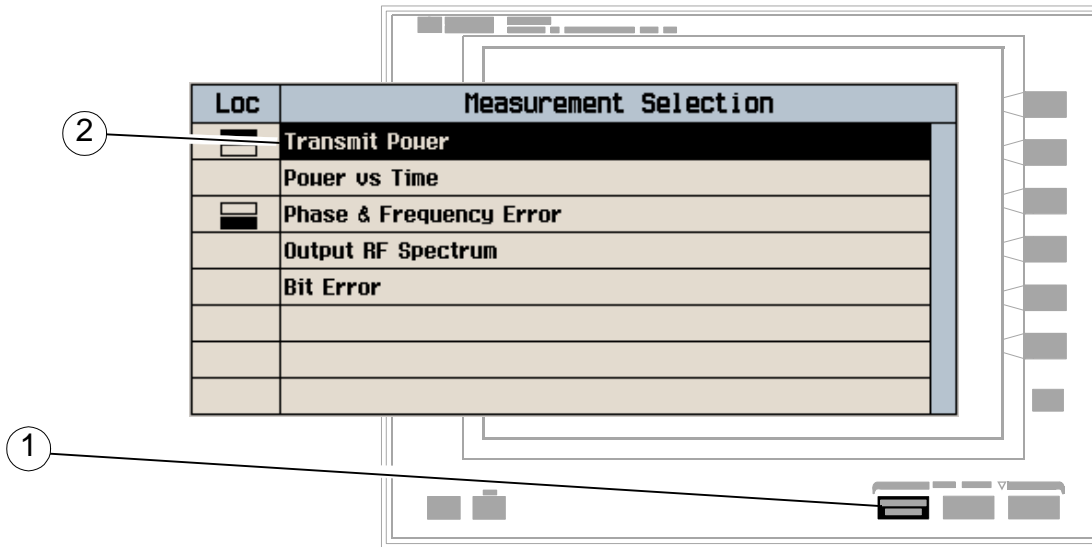 Loc Measurement Selection
2
Transmit Power
Power vs Time
Phase & Frequency Error
Output RF Spectrum
Bit Error
1